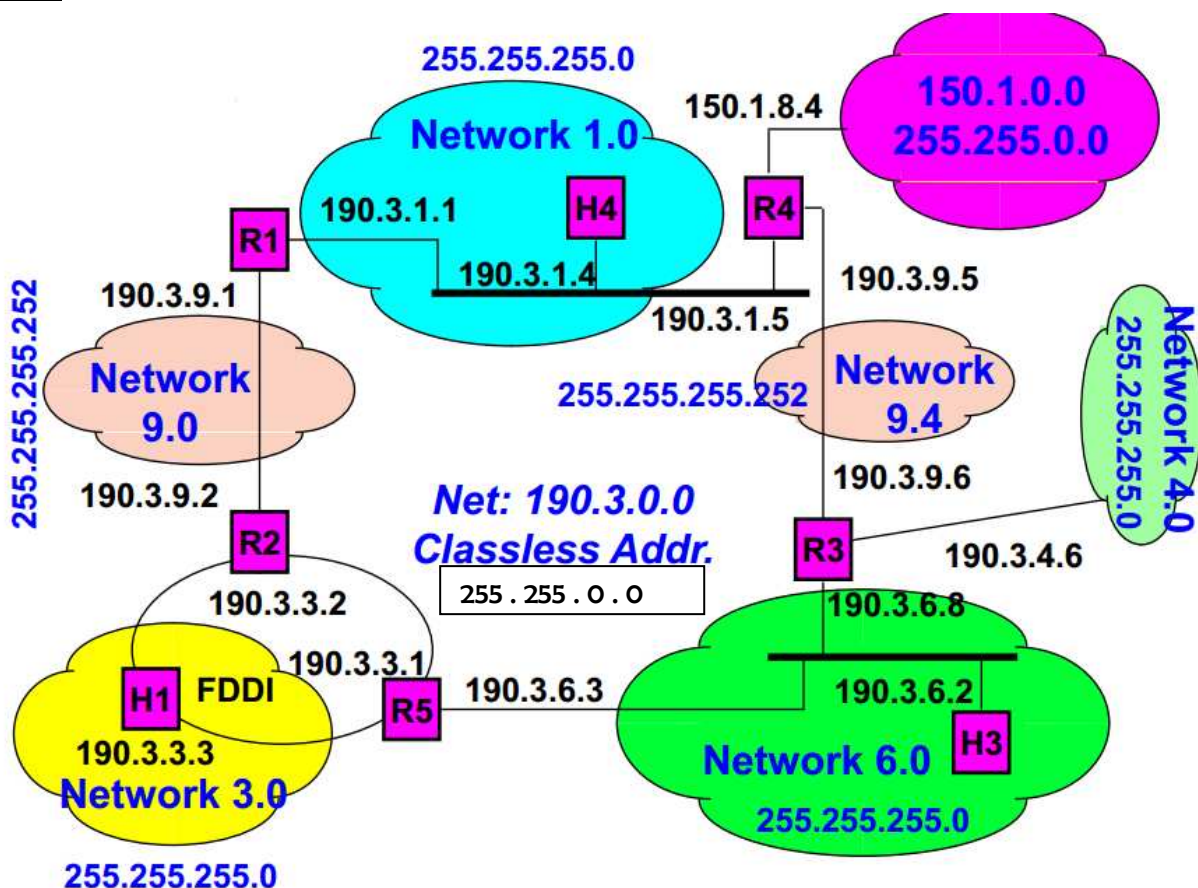 255.255.255.0
150.1.8.4
150.1.0.0
255.255.0.0
Network 1.0
190.3.1.1
H4
R4
R1
190.3.1.4
190.3.1.5
190.3.9.5
190.3.9.1
255.255.255.252
Network
9.0
255.255.255.252
Network
9.4
Network 4.0
255.255.255.0
190.3.9.2
190.3.9.6
Net: 190.3.0.0
Classless Addr.
255 . 255 . 0 . 0
R2
R3
190.3.4.6
190.3.3.2
190.3.6.8
190.3.3.1
H1
FDDI
R5
190.3.6.3
190.3.6.2
H3
190.3.3.3
Network 3.0
Network 6.0
255.255.255.0
255.255.255.0